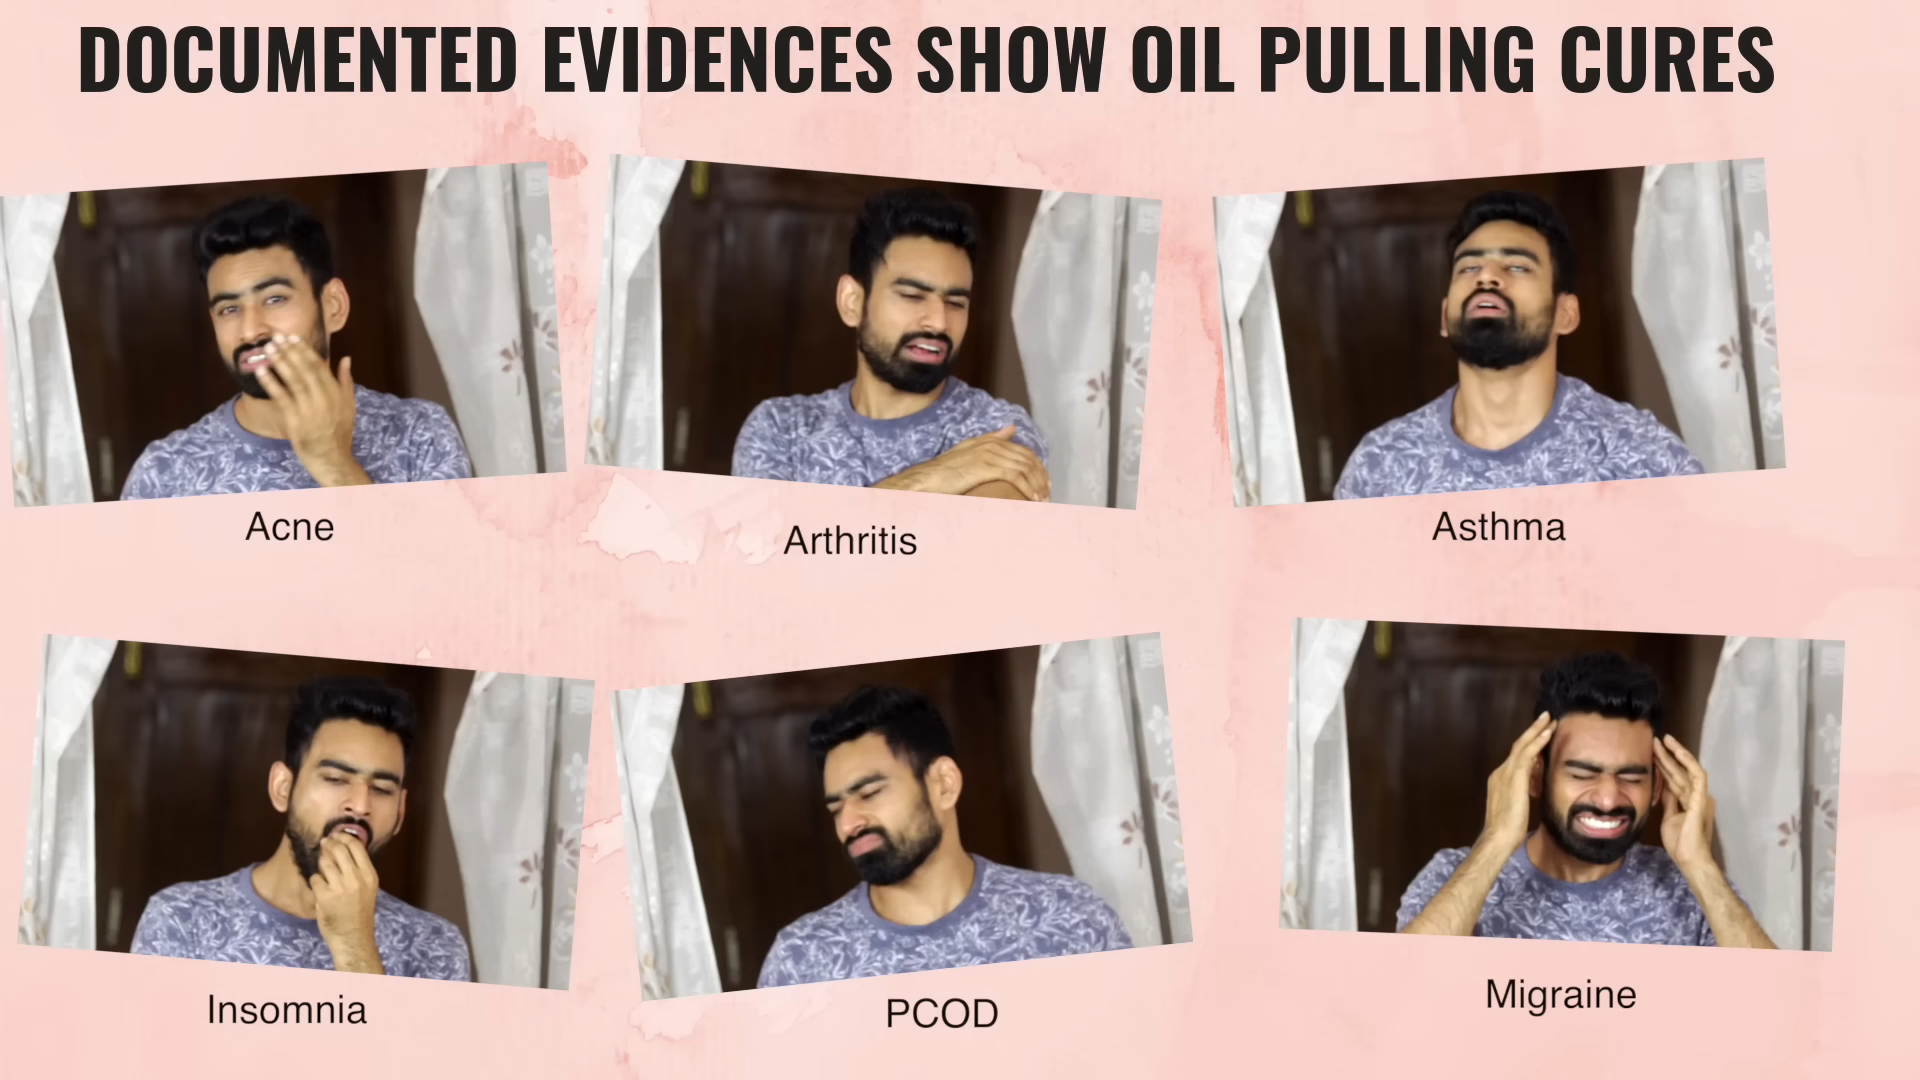 DOCUMENTED EVIDENCES SHOW OIL PULLING CURES
Acne
Arthritis
Asthma
Insomnia
PCOD
Migraine